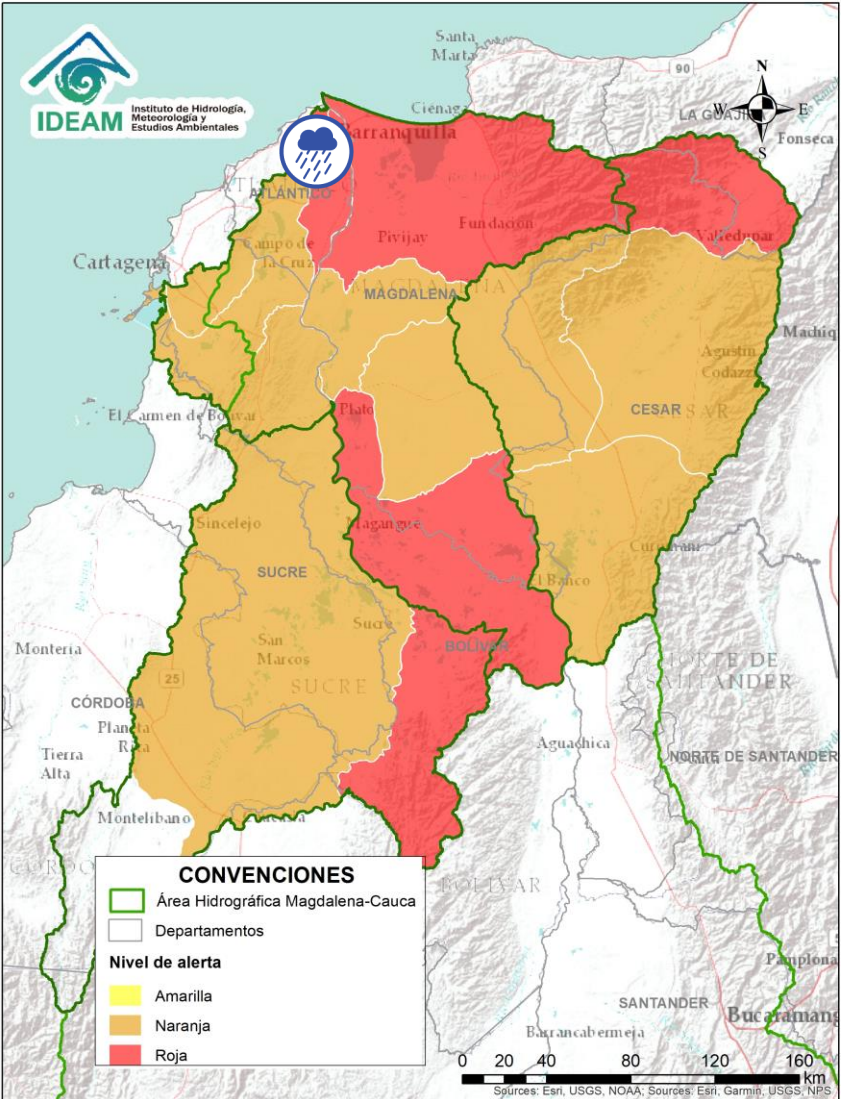 IDEAM
Instituto de Hidrología,
Meteorología y
Estudios Ambientales
Santa
Marta
90
N
W
E
S
Ciénaga
LA GUAJI
Fonseca
Barranquilla
ATLÁNTICO
Campo de
la Cruz
Pivijay
Fundación
Valledupar
Cartagena
MAGDALENA
MAGDALENA
Machiq
Agustín
Codazzi
El Carmen de Bolívar
Plato
CESAR
CESAR
Sincelejo
Magangué
SUCRE
El Banco
Sucre
San
Marcos
BOLÍVAR
SUCRE
Montería
25
CÓRDOBA
Planeta
Rica
Tierra
Alta
NORTE DE
SANTANDER
Aguachica
NORTE DE SANTANDER
Montelíbano
BOLÍVAR
CONVENCIONES
Área Hidrográfica Magdalena-Cauca
Departamentos
Nivel de alerta
Amarilla
Naranja
Roja
Pamplona
SANTANDER
Bucaramang
Barrancabermeja
0 20 40 80 120 160
km
Sources: Esri, USGS, NOAA; Sources: Esri, Garmin, USGS, NPS